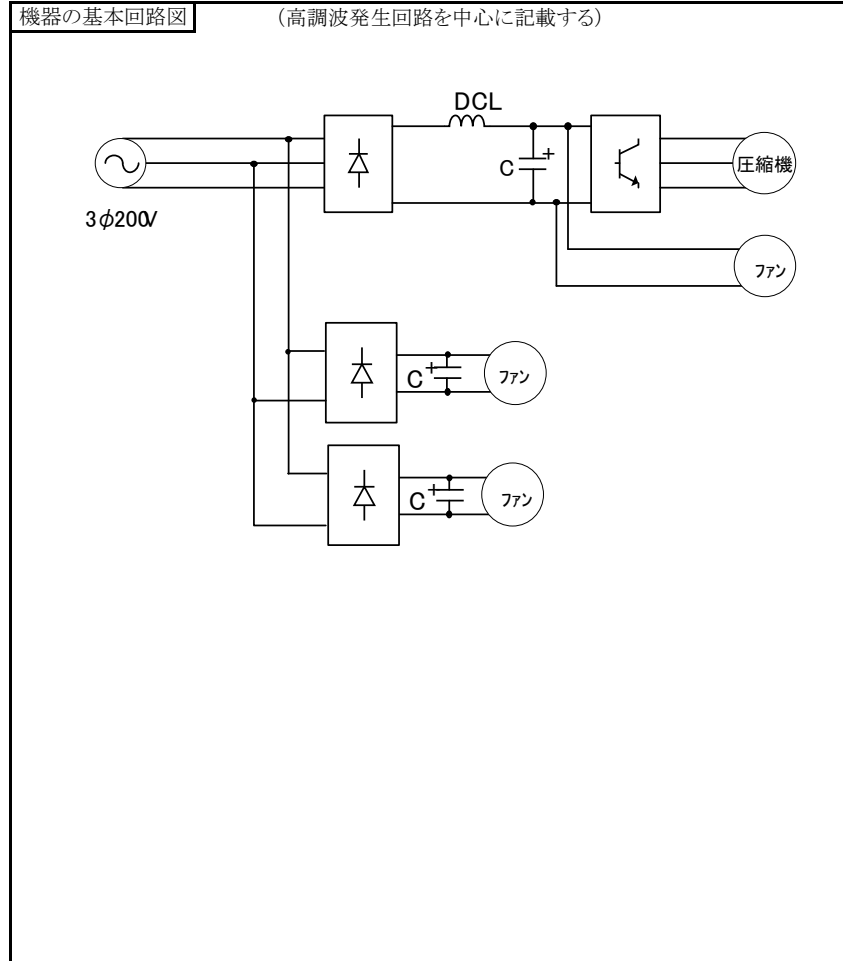 機器の基本回路図
(高調波発生回路を中心に記載する)
DCL
C
+
圧縮機
3φ200V
ファン
C
+
ファン
C
+
ファン